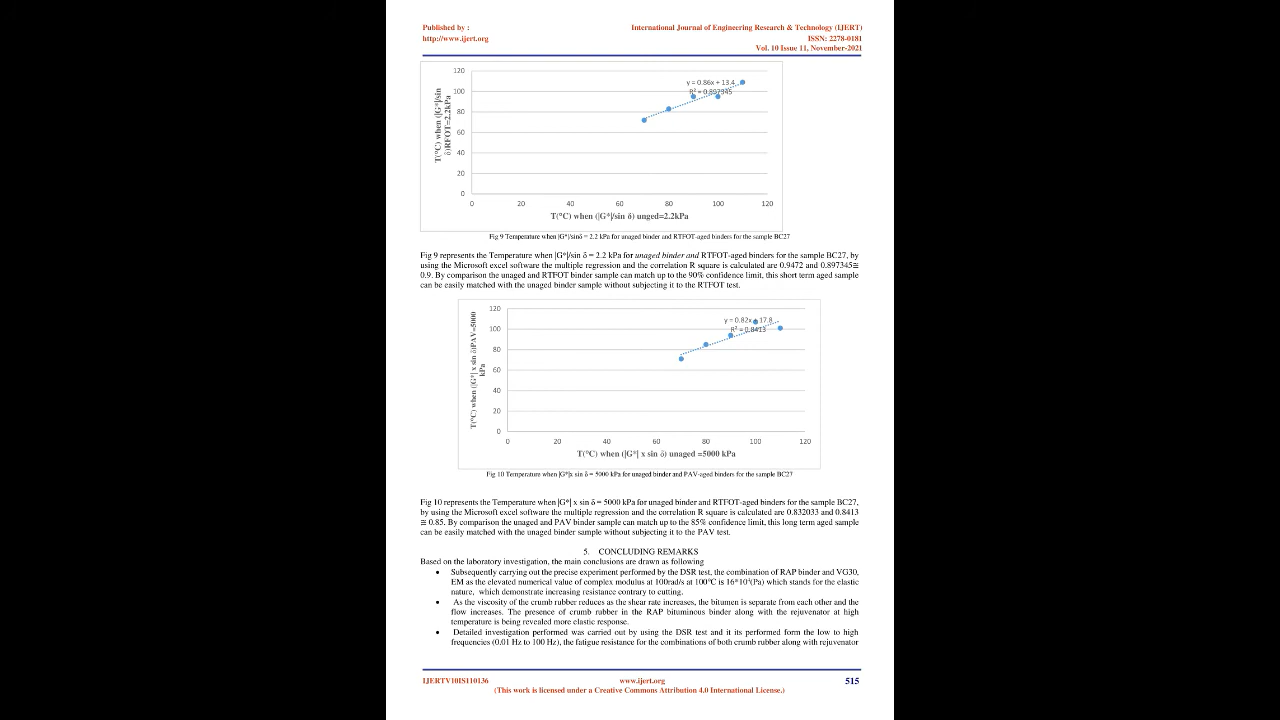 Published by :
http://www.ijert.org
International Journal of Engineering Research & Technology (IJERT)
ISSN: 2278-0181
Vol. 10 Issue 11, November-2021
120
100
80
60
40
20
0
T(°C) when (|G*|/sin
δ)RFOT=2.2kPa
y = 0.86x + 13.4
R² = 0.897345
0 20 40 60 80 100 120
T(°C) when (|G*|/sin δ) unged=2.2kPa
Fig 9 Temperature when |G*|/sinδ = 2.2 kPa for unaged binder and RTFOT-aged binders for the sample BC27
Fig 9 represents the Temperature when |G*|/sin δ = 2.2 kPa for unaged binder and RTFOT-aged binders for the sample BC27, by
using the Microsoft excel software the multiple regression and the correlation R square is calculated are 0.9472 and 0.897345≅
0.9. By comparison the unaged and RTFOT binder sample can match up to the 90% confidence limit, this short term aged sample
can be easily matched with the unaged binder sample without subjecting it to the RTFOT test.
120
100
80
60
40
20
0
T(°C) when (|G*| x sin δ)PAV=5000
kPa
y = 0.82x + 17.8
R² = 0.8413
0 20 40 60 80 100 120
T(°C) when (|G*| x sin δ) unaged =5000 kPa
Fig 10 Temperature when |G*|x sin δ = 5000 kPa for unaged binder and PAV-aged binders for the sample BC27
Fig 10 represents the Temperature when |G*| x sin δ = 5000 kPa for unaged binder and RTFOT-aged binders for the sample BC27,
by using the Microsoft excel software the multiple regression and the correlation R square is calculated are 0.832033 and 0.8413
≅ 0.85. By comparison the unaged and PAV binder sample can match up to the 85% confidence limit, this long term aged sample
can be easily matched with the unaged binder sample without subjecting it to the PAV test.
5. CONCLUDING REMARKS
Based on the laboratory investigation, the main conclusions are drawn as following
• Subsequently carrying out the precise experiment performed by the DSR test, the combination of RAP binder and VG30,
EM as the elevated numerical value of complex modulus at 100rad/s at 100°C is 16*10⁴(Pa) which stands for the elastic
nature, which demonstrate increasing resistance contrary to cutting.
• As the viscosity of the crumb rubber reduces as the shear rate increases, the bitumen is separate from each other and the
flow increases. The presence of crumb rubber in the RAP bituminous binder along with the rejuvenator at high
temperature is being revealed more elastic response.
• Detailed investigation performed was carried out by using the DSR test and it its performed form the low to high
frequencies (0.01 Hz to 100 Hz), the fatigue resistance for the combinations of both crumb rubber along with rejuvenator
IJERTV10IS110136
www.ijert.org
515
(This work is licensed under a Creative Commons Attribution 4.0 International License.)